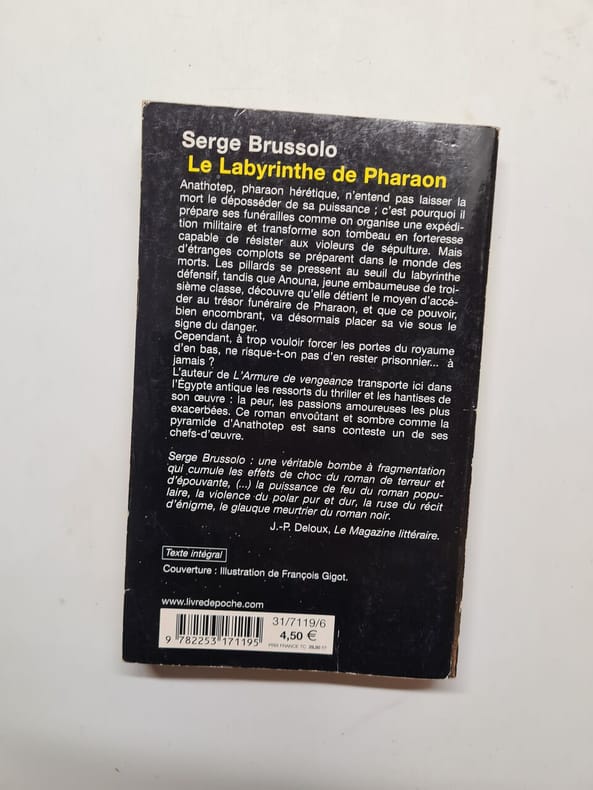 Serge Brussolo
Le Labyrinthe de Pharaon
Anathotep, pharaon hérétique, n'entend pas laisser la
mort le déposséder de sa puissance ; c'est pourquoi il
prépare ses funérailles comme on organise une expédi-
tion militaire et transforme son tombeau en forteresse
capable de résister aux violeurs de sépulture. Mais
d'étranges complots se préparent dans le monde des
morts. Les pillards se pressent au seuil du labyrinthe
défensif, tandis que Anouna, jeune embaumeuse de troi-
sième classe, découvre qu'elle détient le moyen d'accé-
der au trésor funéraire de Pharaon, et que ce pouvoir,
bien encombrant, va désormais placer sa vie sous le
signe du danger.
Cependant, à trop vouloir forcer les portes du royaume
d'en bas, ne risque-t-on pas d'en rester prisonnier... à
jamais ?
L'auteur de L'Armure de vengeance transporte ici dans
l'Égypte antique les ressorts du thriller et les hantises de
son œuvre : la peur, les passions amoureuses les plus
exacerbées. Ce roman envoûtant et sombre comme la
pyramide d'Anathotep est sans conteste un de ses
chefs-d'œuvre.
Serge Brussolo : une véritable bombe à fragmentation
qui cumule les effets de choc du roman de terreur et
d'épouvante, (...) la puissance de feu du roman popu-
laire, la violence du polar pur et dur, la ruse du récit
d'énigme, le glauque meurtrier du roman noir.
J.-P. Deloux, Le Magazine littéraire.
Texte intégral
Couverture : Illustration de François Gigot.
www.livredepoche.com
31/7119/6
4,50 €
PRIX FRANCE TC
9 782253 171195